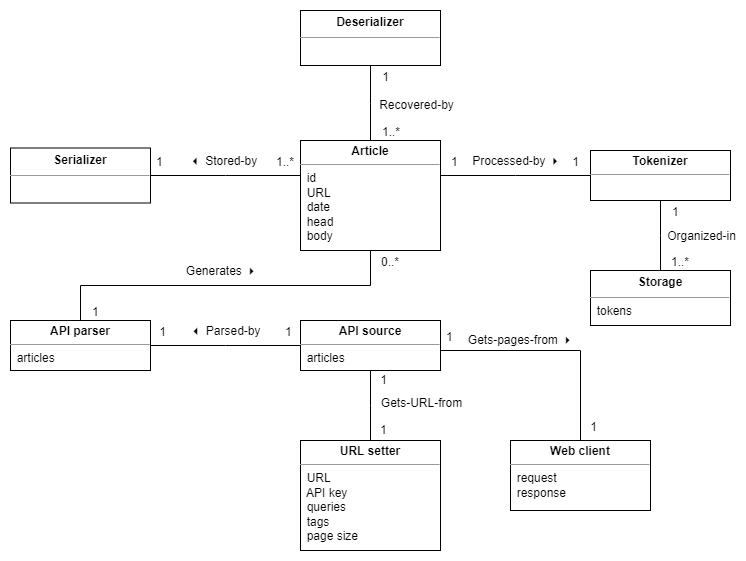 Deserializer
1
Recovered-by
1..*
Serializer
1
Stored-by
1..*
Article
id
URL
date
head
body
1
Processed-by
1
Tokenizer
1
Organized-in
1..*
Storage
tokens
0..*
Generates
1
API parser
articles
1
Parsed-by
1
API source
articles
1
Gets-pages-from
1
Gets-URL-from
1
1
URL setter
URL
API key
queries
tags
page size
Web client
request
response